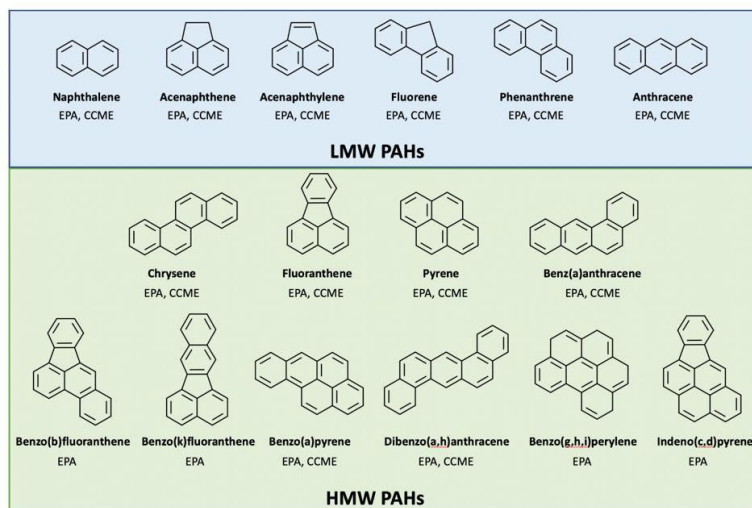 Naphthalene Acenaphthene Acenaphthylene Fluorene Phenanthrene Anthracene
EPA, CCME EPA, CCME EPA, CCME EPA, CCME EPA, CCME EPA, CCME
LMW PAHs
Chrysene Fluoranthene Pyrene Benz(a)anthracene
EPA, CCME EPA, CCME EPA, CCME EPA, CCME
Benzo(b)fluoranthene Benzo(k)fluoranthene Benzo(a)pyrene Dibenzo(a,h)anthracene Benzo(g,h,i)perylene Indeno(c,d)pyrene
EPA EPA EPA, CCME EPA, CCME EPA EPA
HMW PAHs